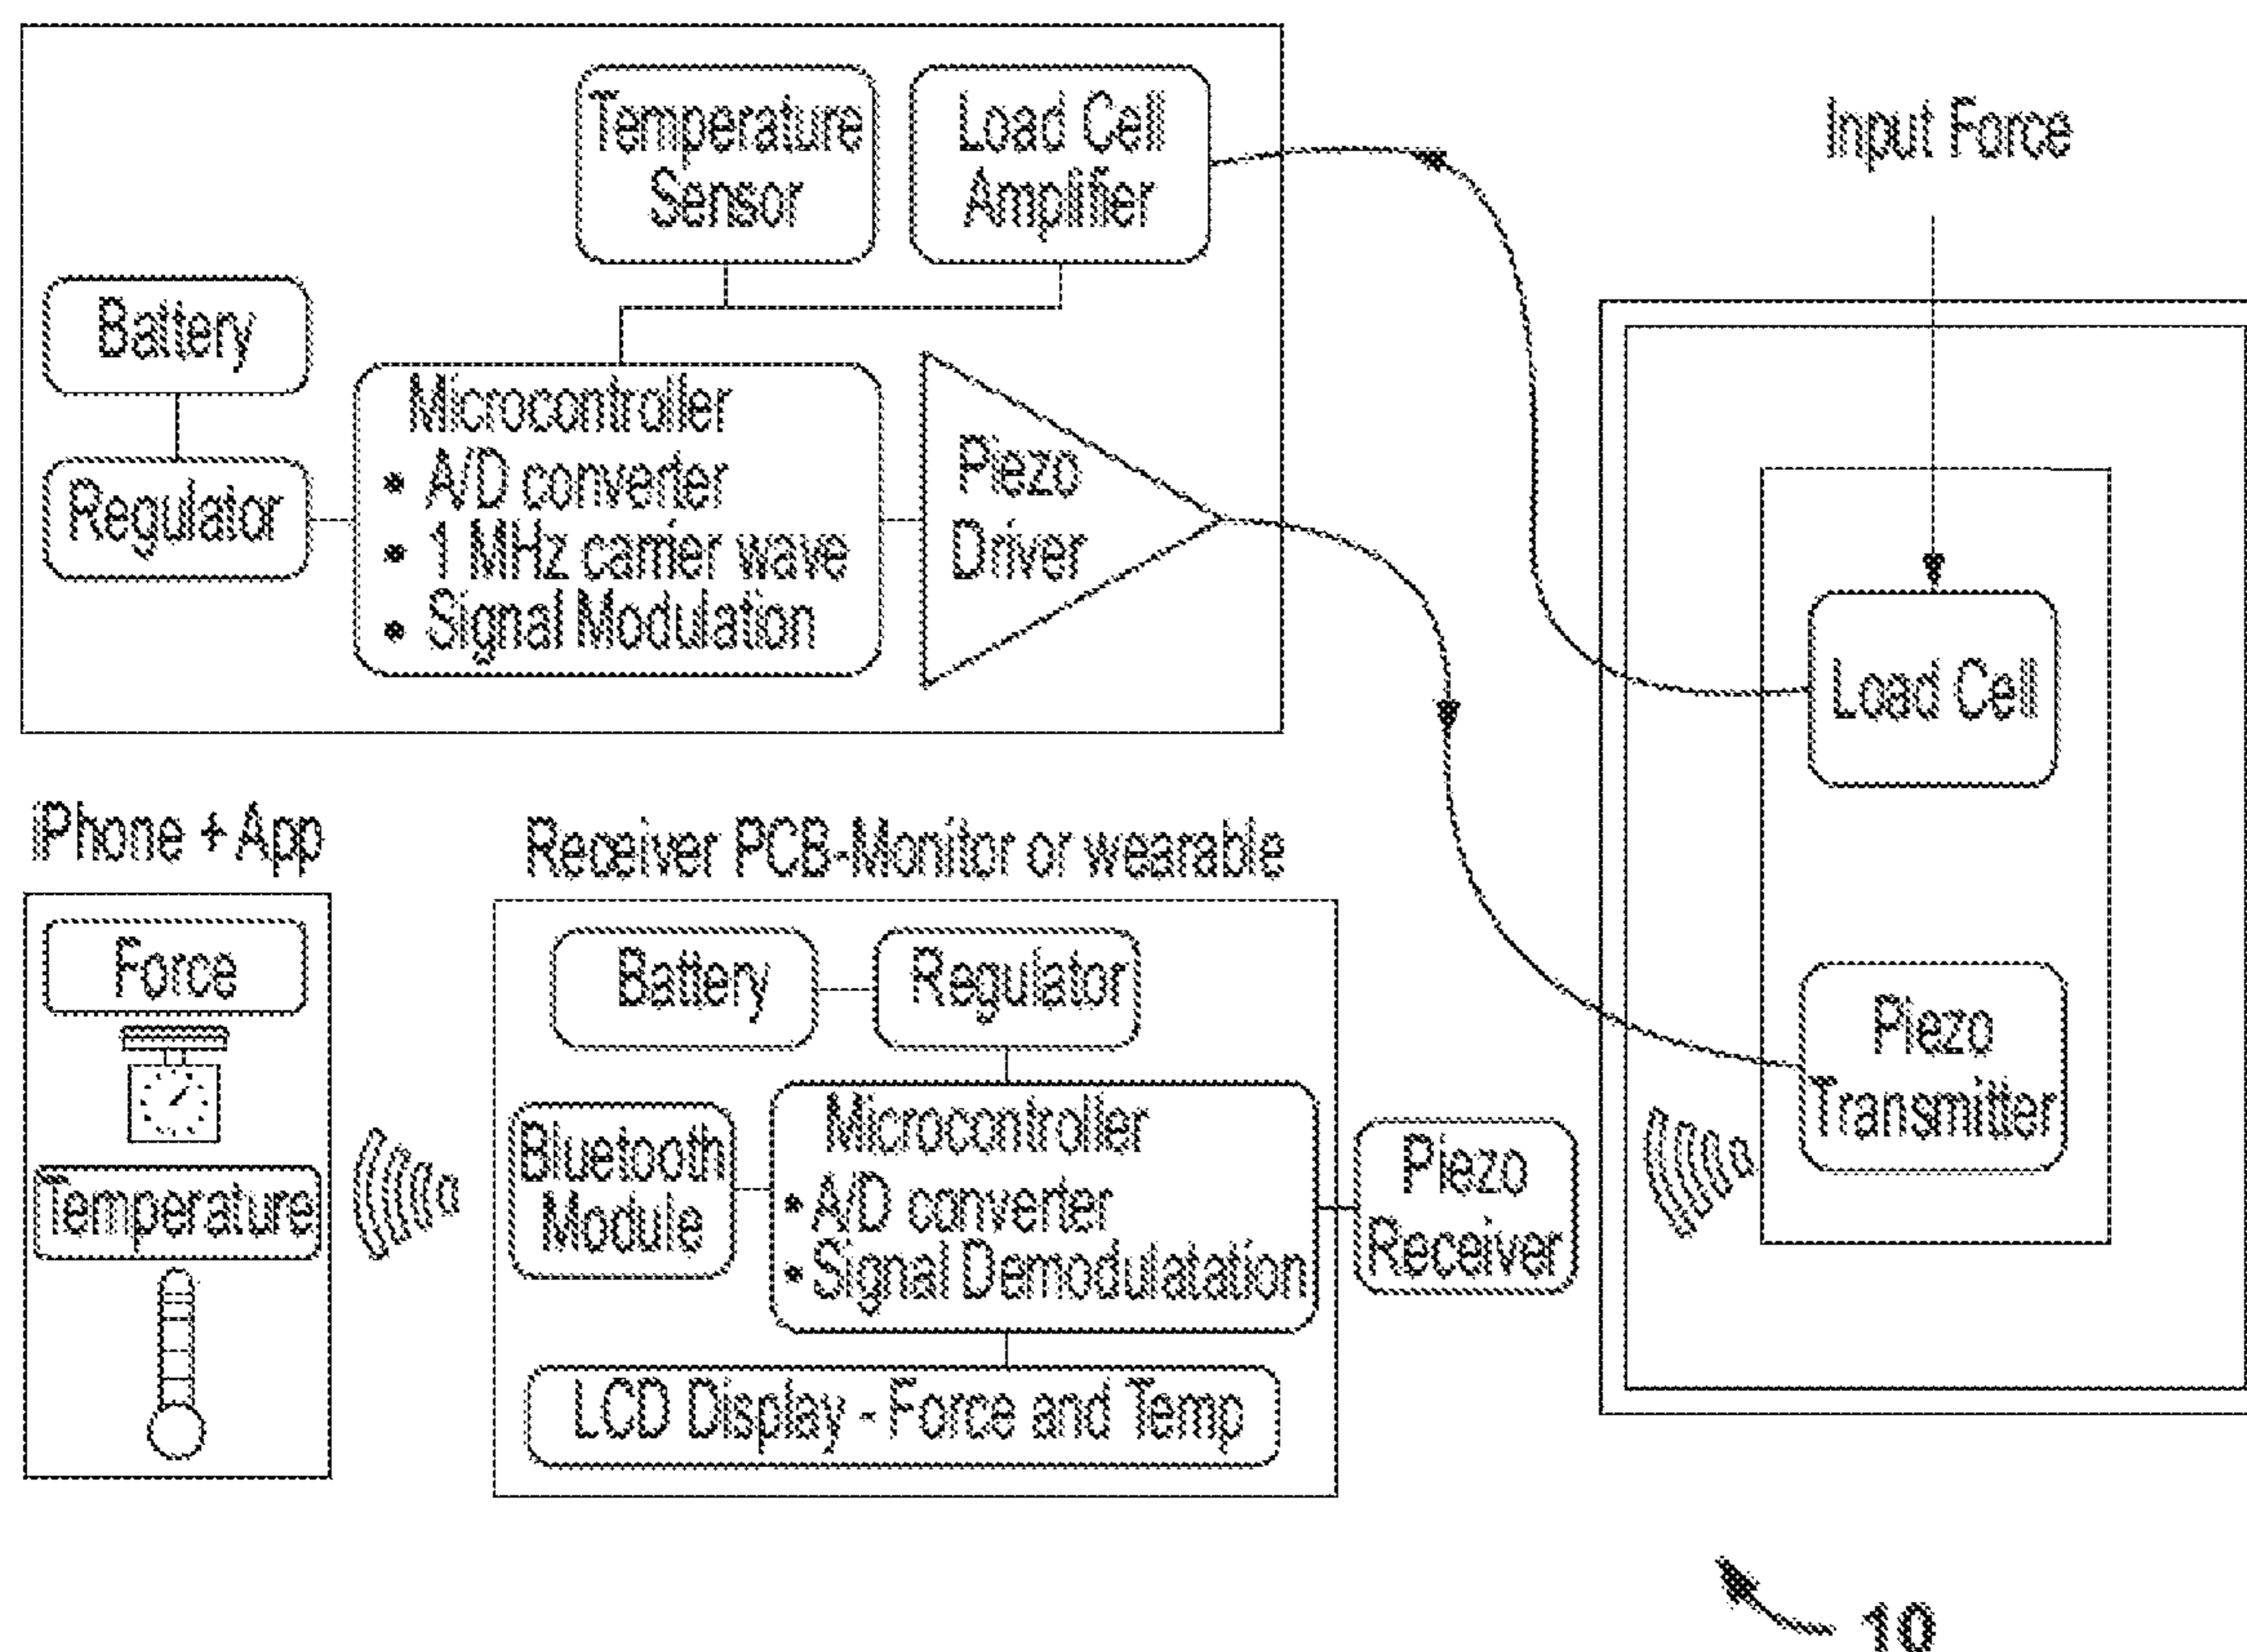 Temperature
Sensor
Load Cell
Amplifier
Input Force
Battery
Regulator
Microcontroller
• A/D converter
• 1 MHz carrier wave
• Signal Modulation
Piezo
Driver
Load Cell
Piezo
Transmitter
iPhone + App
Force
Temperature
Receiver PCB-Monitor or wearable
Battery
Regulator
Bluetooth
Module
Microcontroller
• A/D converter
• Signal Demodulatation
Piezo
Receiver
LCD Display - Force and Temp
10